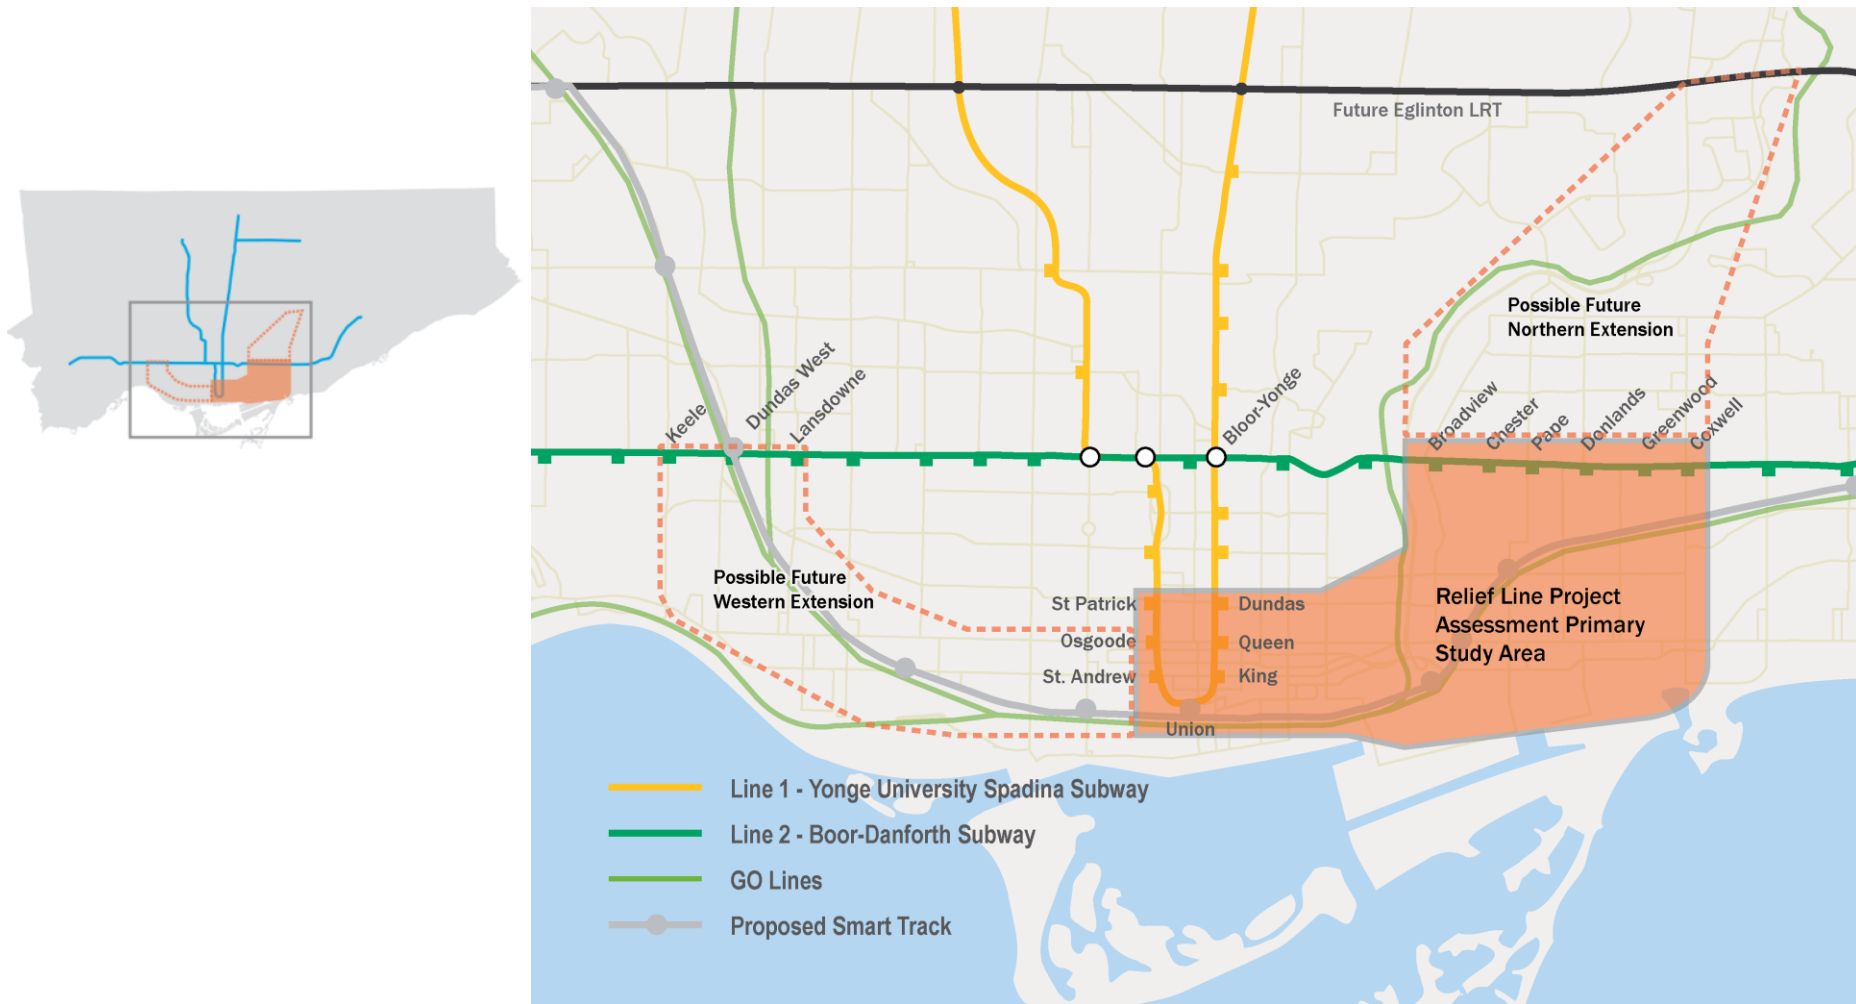 Future Eglinton LRT
Possible Future
Northern Extension
Keele
Dundas West
Lansdowne
Bloor-Yonge
Broadview
Chester
Pape
Donlands
Greenwood
Coxwell
Possible Future
Western Extension
St Patrick
Dundas
Osgoode
Queen
St. Andrew
King
Union
Relief Line Project
Assessment Primary
Study Area
Line 1 - Yonge University Spadina Subway
Line 2 - Boor-Danforth Subway
GO Lines
Proposed Smart Track